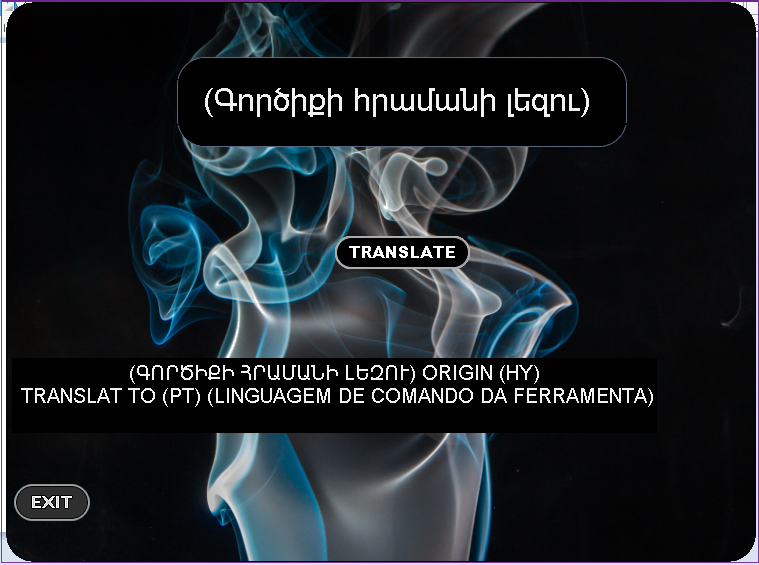 (Գործիքի հրամանի լեզու)
TRANSLATE
(ԳՈՐԾԻՔԻ ՀՐԱՄԱՆԻ ԼԵԶՈՒ) ORIGIN (HY)
TRANSLAT TO (PT) (LINGUAGEM DE COMANDO DA FERRAMENTA)
EXIT